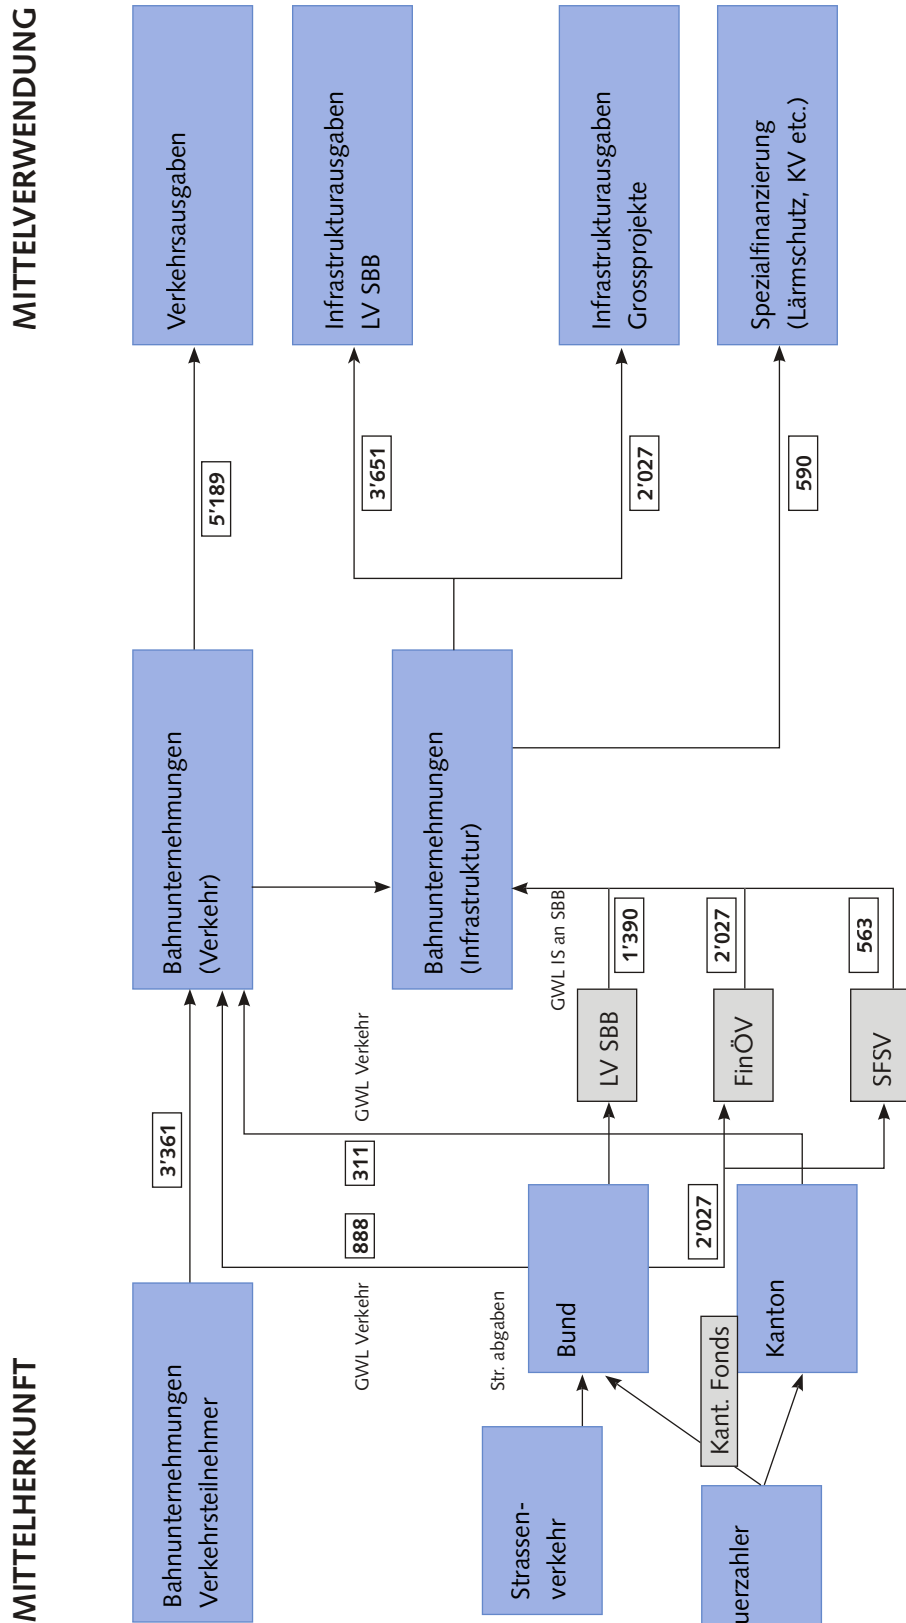 MITTELHERKUNFT
MITTELVERWENDUNG
Bahnunternehmungen
Verkehrsteilnehmer
3’361
Bahnunternehmungen
(Verkehr)
5’189
Verkehrsausgaben
Infrastrukturausgaben
LV SBB
3’651
GWL Verkehr
888
311
GWL Verkehr
Bahnunternehmungen
(Infrastruktur)
Str. abgaben
Strassen-
verkehr
Bund
LV SBB
GWL IS an SBB
1’390
2’027
Infrastrukturausgaben
Grossprojekte
2’027
FinÖV
2’027
Kant. Fonds
Kanton
590
Spezialfinanzierung
(Lärmschutz, KV etc.)
SFSV
563
uerzahler